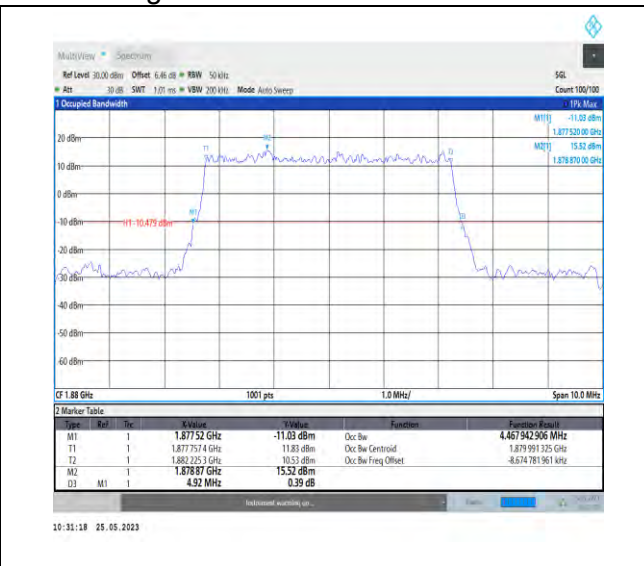 MultiView Spectrum
Ref Level 30.00 dBm Offset 6.46 dB RBW 50 kHz SGL
Att 30 dB SWT 1.01 ms VBW 200 kHz Mode Auto Sweep Count 100/100
1 Occupied Bandwidth 1Pk Max
M1[1] -11.03 dBm
1.877 520 00 GHz
M2[1] 15.52 dBm
1.878 870 00 GHz
20 dBm
T1 M2 T2
10 dBm
0 dBm
M1
-10 dBm H1 -10.479 dBm D3
-20 dBm
-30 dBm
-40 dBm
-50 dBm
-60 dBm
CF 1.88 GHz 1001 pts 1.0 MHz/ Span 10.0 MHz
2 Marker Table
Type Ref Trc X-Value Y-Value Function Function Result
M1 1 1.877 52 GHz -11.03 dBm Occ Bw 4.467 942 906 MHz
T1 1 1.877 757 4 GHz 11.83 dBm Occ Bw Centroid 1.879 991 325 GHz
T2 1 1.882 225 3 GHz 10.53 dBm Occ Bw Freq Offset -8.674 781 961 kHz
M2 1 1.878 87 GHz 15.52 dBm
D3 M1 1 4.92 MHz 0.39 dB
Instrument warming up...
10:31:18 25.05.2023